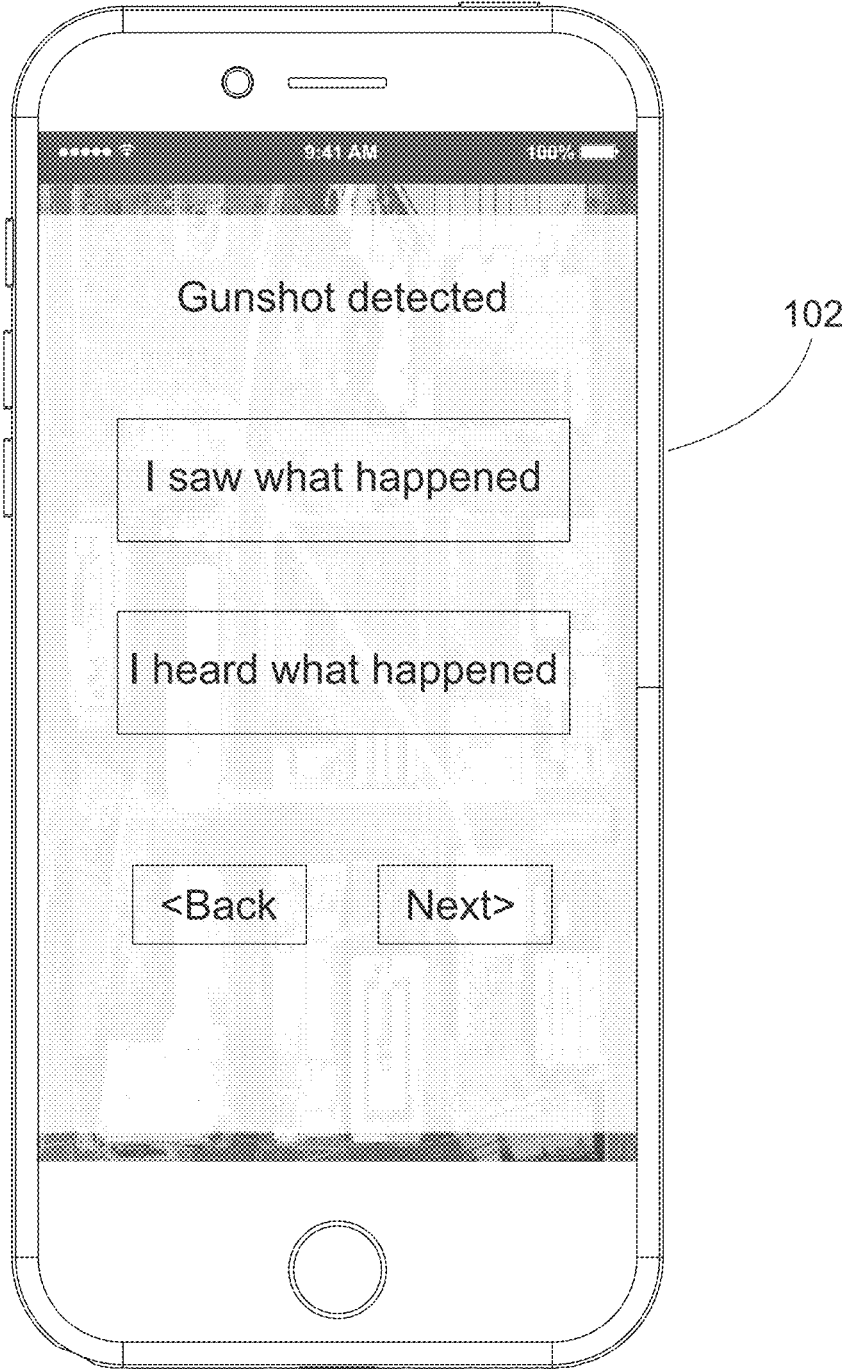 9:41 AM 100%
Gunshot detected
102
I saw what happened
I heard what happened
<Back Next>